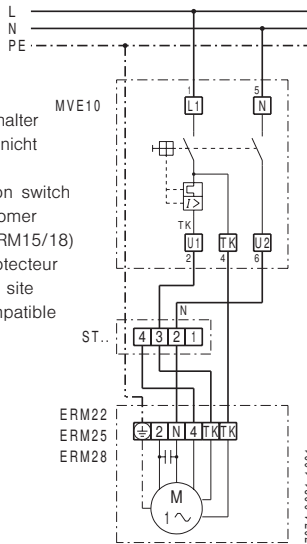 L
N
PE
MVE10
1
5
L1
N
halter
nicht
on switch
omer
RM15/18)
otecteur
site
patible
I>
TK
U1
TK
U2
2
4
6
N
ST..
4 3 2 1
ERM22
ERM25
ERM28
2 N 4 TK TK
M
1~